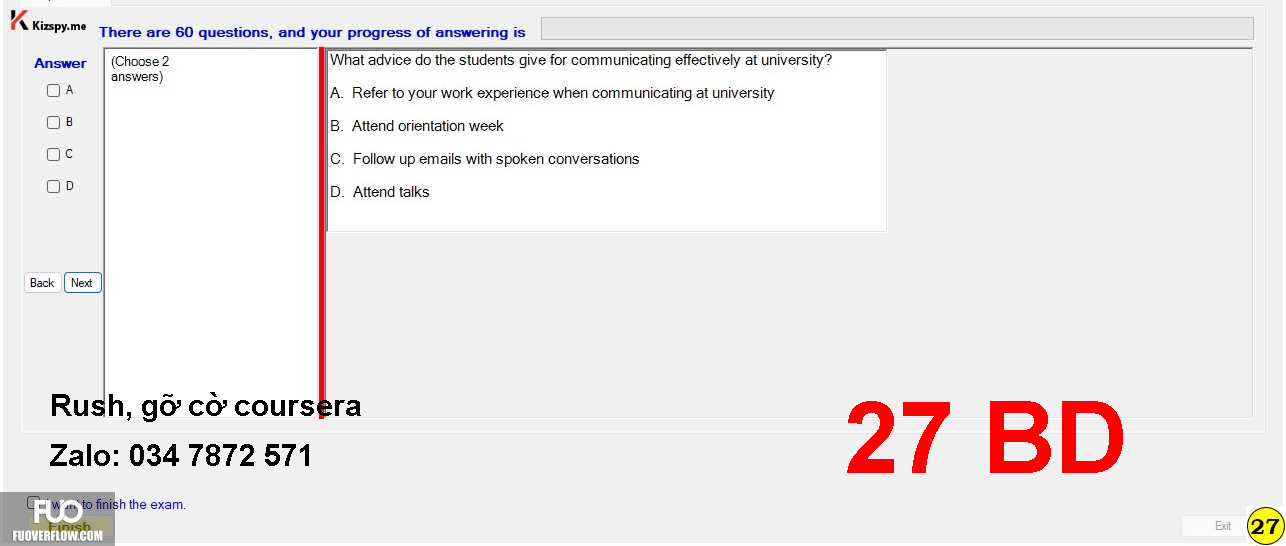 Kizspy.me
There are 60 questions, and your progress of answering is
Answer
A
B
C
D
Back
Next
(Choose 2
answers)
What advice do the students give for communicating effectively at university?
A. Refer to your work experience when communicating at university
B. Attend orientation week
C. Follow up emails with spoken conversations
D. Attend talks
Rush, gỡ cờ coursera
Zalo: 034 7872 571
27 BD
I want to finish the exam.
Finish
FUO
FUOVERFLOW.COM
Exit
27